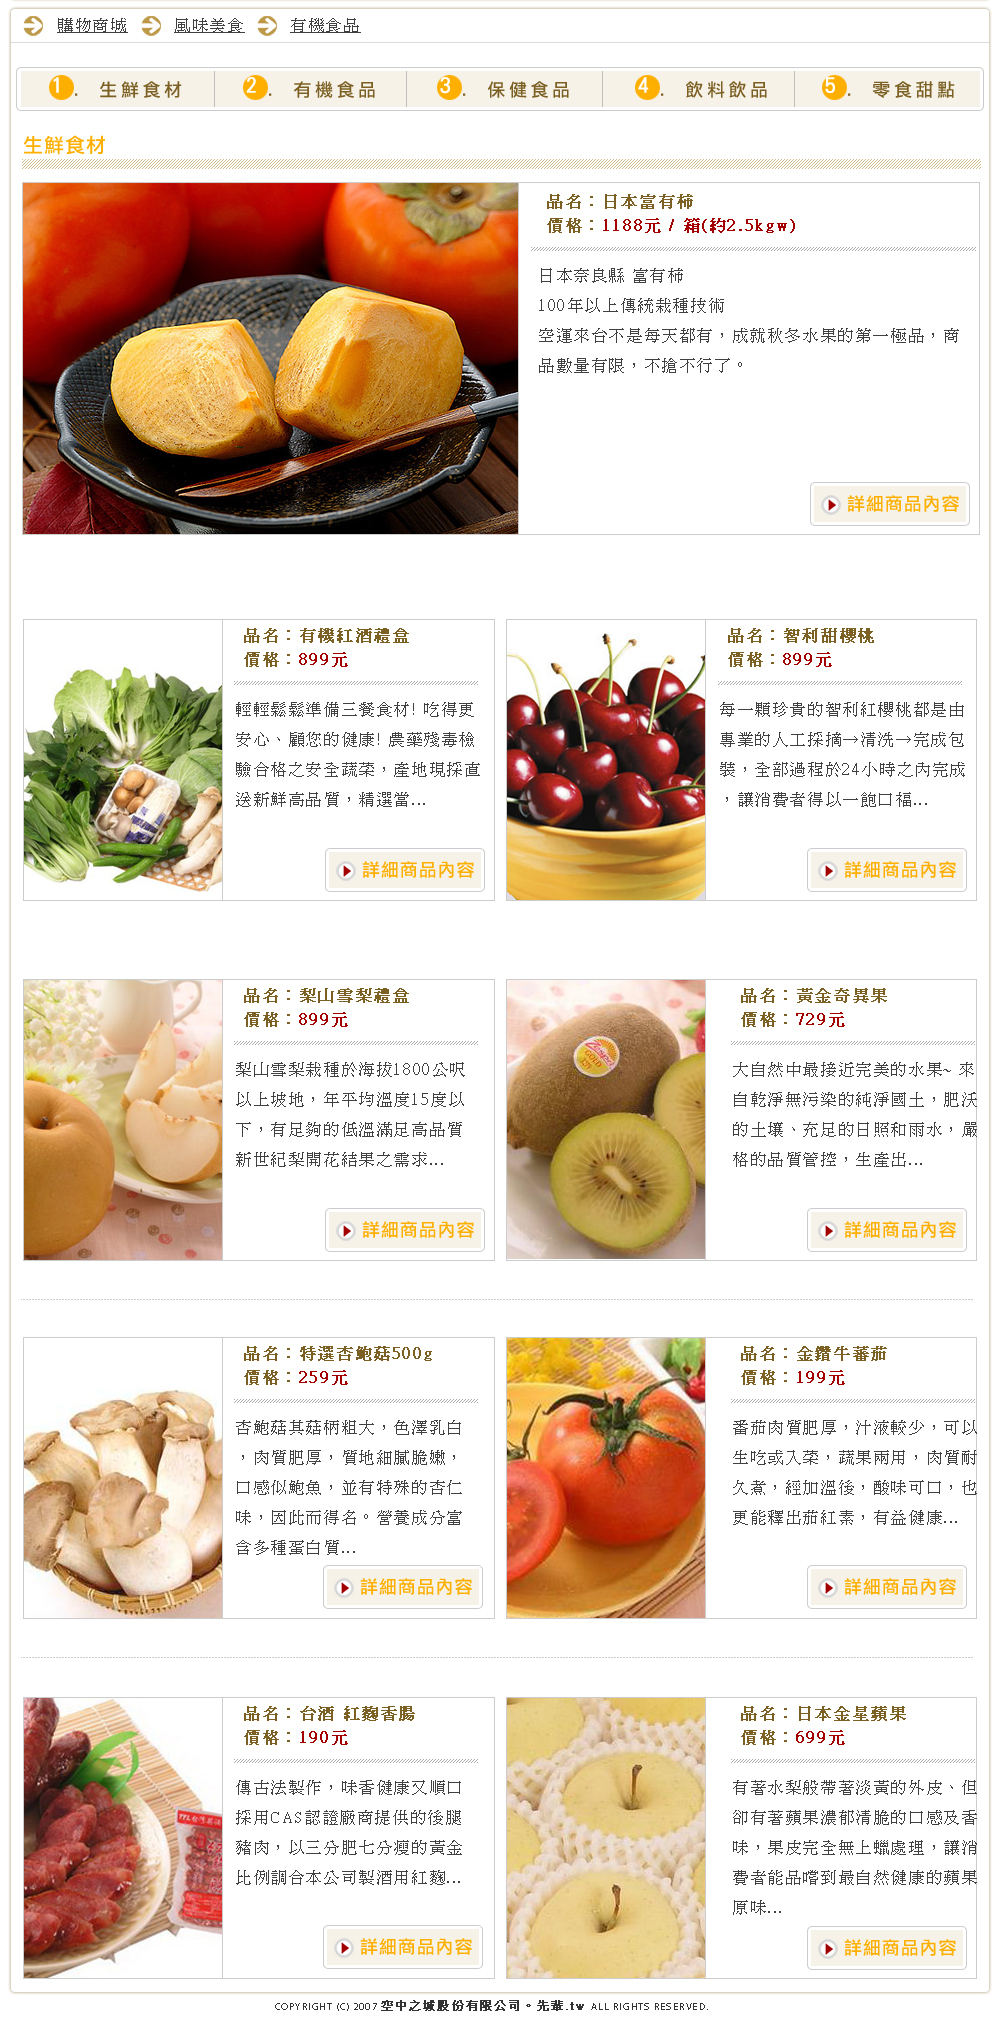 購物商城 風味美食 有機食品
1. 生鮮食材 2. 有機食品 3. 保健食品 4. 飲料飲品 5. 零食甜點
生鮮食材
品名：日本富有柿
價格：1188元 / 箱(約2.5kgw)
日本奈良縣 富有柿
100年以上傳統栽種技術
空運來台不是每天都有，成就秋冬水果的第一極品，商
品數量有限，不搶不行了。
詳細商品內容
品名：有機紅酒禮盒
價格：899元
輕輕鬆鬆準備三餐食材! 吃得更
安心、顧您的健康! 農藥殘毒檢
驗合格之安全蔬菜，產地現採直
送新鮮高品質，精選當...
詳細商品內容
品名：智利甜櫻桃
價格：899元
每一顆珍貴的智利紅櫻桃都是由
專業的人工採摘→清洗→完成包
裝，全部過程於24小時之內完成
，讓消費者得以一飽口福...
詳細商品內容
品名：梨山雪梨禮盒
價格：899元
梨山雪梨栽種於海拔1800公呎
以上坡地，年平均溫度15度以
下，有足夠的低溫滿足高品質
新世紀梨開花結果之需求...
詳細商品內容
品名：黃金奇異果
價格：729元
大自然中最接近完美的水果~ 來
自乾淨無污染的純淨國土，肥沃
的土壤、充足的日照和雨水，嚴
格的品質管控，生產出...
詳細商品內容
GOLD
品名：特選杏鮑菇500g
價格：259元
杏鮑菇其菇柄粗大，色澤乳白
，肉質肥厚，質地細膩脆嫩，
口感似鮑魚，並有特殊的杏仁
味，因此而得名。營養成分富
含多種蛋白質...
詳細商品內容
品名：金鑽牛蕃茄
價格：199元
番茄肉質肥厚，汁液較少，可以
生吃或入菜，蔬果兩用，肉質耐
久煮，經加溫後，酸味可口，也
更能釋出茄紅素，有益健康...
詳細商品內容
品名：台酒 紅麴香腸
價格：190元
傳古法製作，味香健康又順口
採用CAS認證廠商提供的後腿
豬肉，以三分肥七分瘦的黃金
比例調合本公司製酒用紅麴...
詳細商品內容
品名：日本金星蘋果
價格：699元
有著水梨般帶著淡黃的外皮、但
卻有著蘋果濃郁清脆的口感及香
味，果皮完全無上蠟處理，讓消
費者能品嚐到最自然健康的蘋果
原味...
詳細商品內容
COPYRIGHT (C) 2007 空中之城股份有限公司。先輩.tw ALL RIGHTS RESERVED.